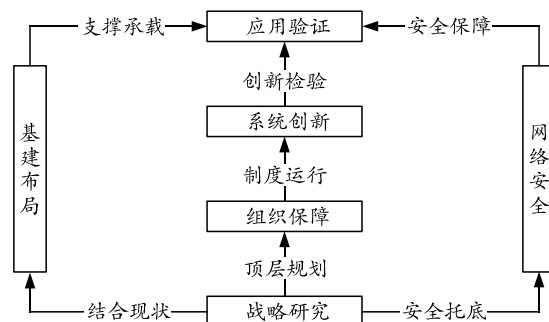 支撑承载
应用验证
安全保障
创新检验
系统创新
基建布局
网络安全
制度运行
组织保障
顶层规划
结合现状
战略研究
安全托底